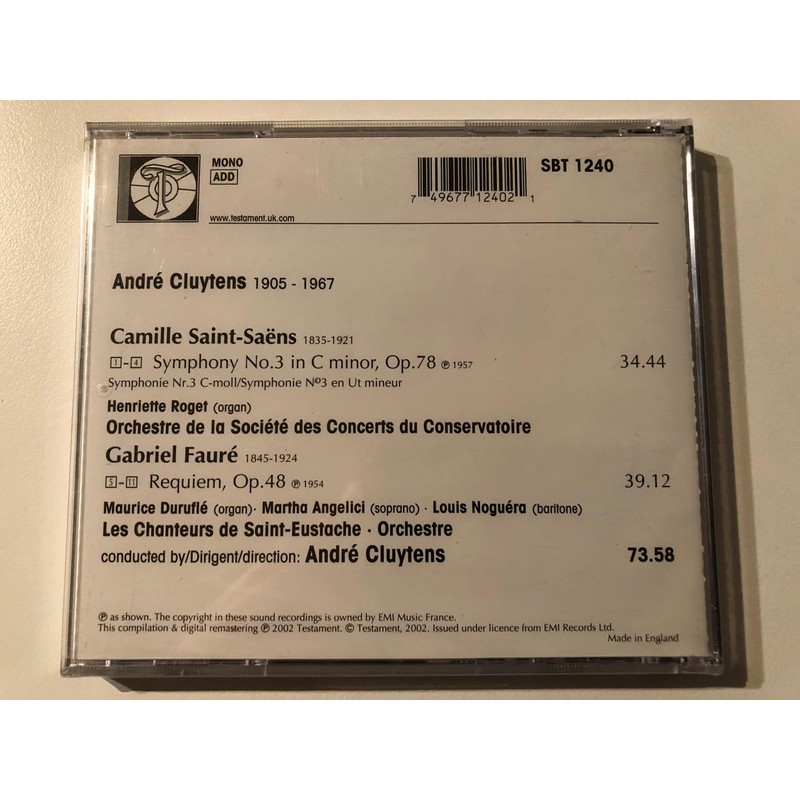 MONO
ADD
SBT 1240
7 49677 12402 1
www.testament.uk.com
André Cluytens 1905 - 1967
Camille Saint-Saëns 1835-1921
1-4 Symphony No.3 in C minor, Op.78 ℗ 1957 34.44
Symphonie Nr.3 C-moll/Symphonie Nº3 en Ut mineur
Henriette Roget (organ)
Orchestre de la Société des Concerts du Conservatoire
Gabriel Fauré 1845-1924
5-11 Requiem, Op.48 ℗ 1954 39.12
Maurice Duruflé (organ)· Martha Angelici (soprano) · Louis Noguéra (baritone)
Les Chanteurs de Saint-Eustache · Orchestre
conducted by/Dirigent/direction: André Cluytens 73.58
℗ as shown. The copyright in these sound recordings is owned by EMI Music France.
This compilation & digital remastering ℗ 2002 Testament. © Testament, 2002. Issued under licence from EMI Records Ltd.
Made in England